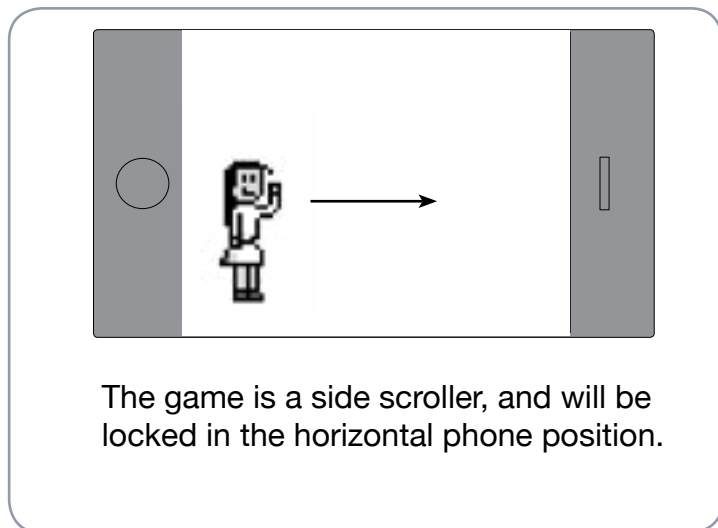 The game is a side scroller, and will be
locked in the horizontal phone position.